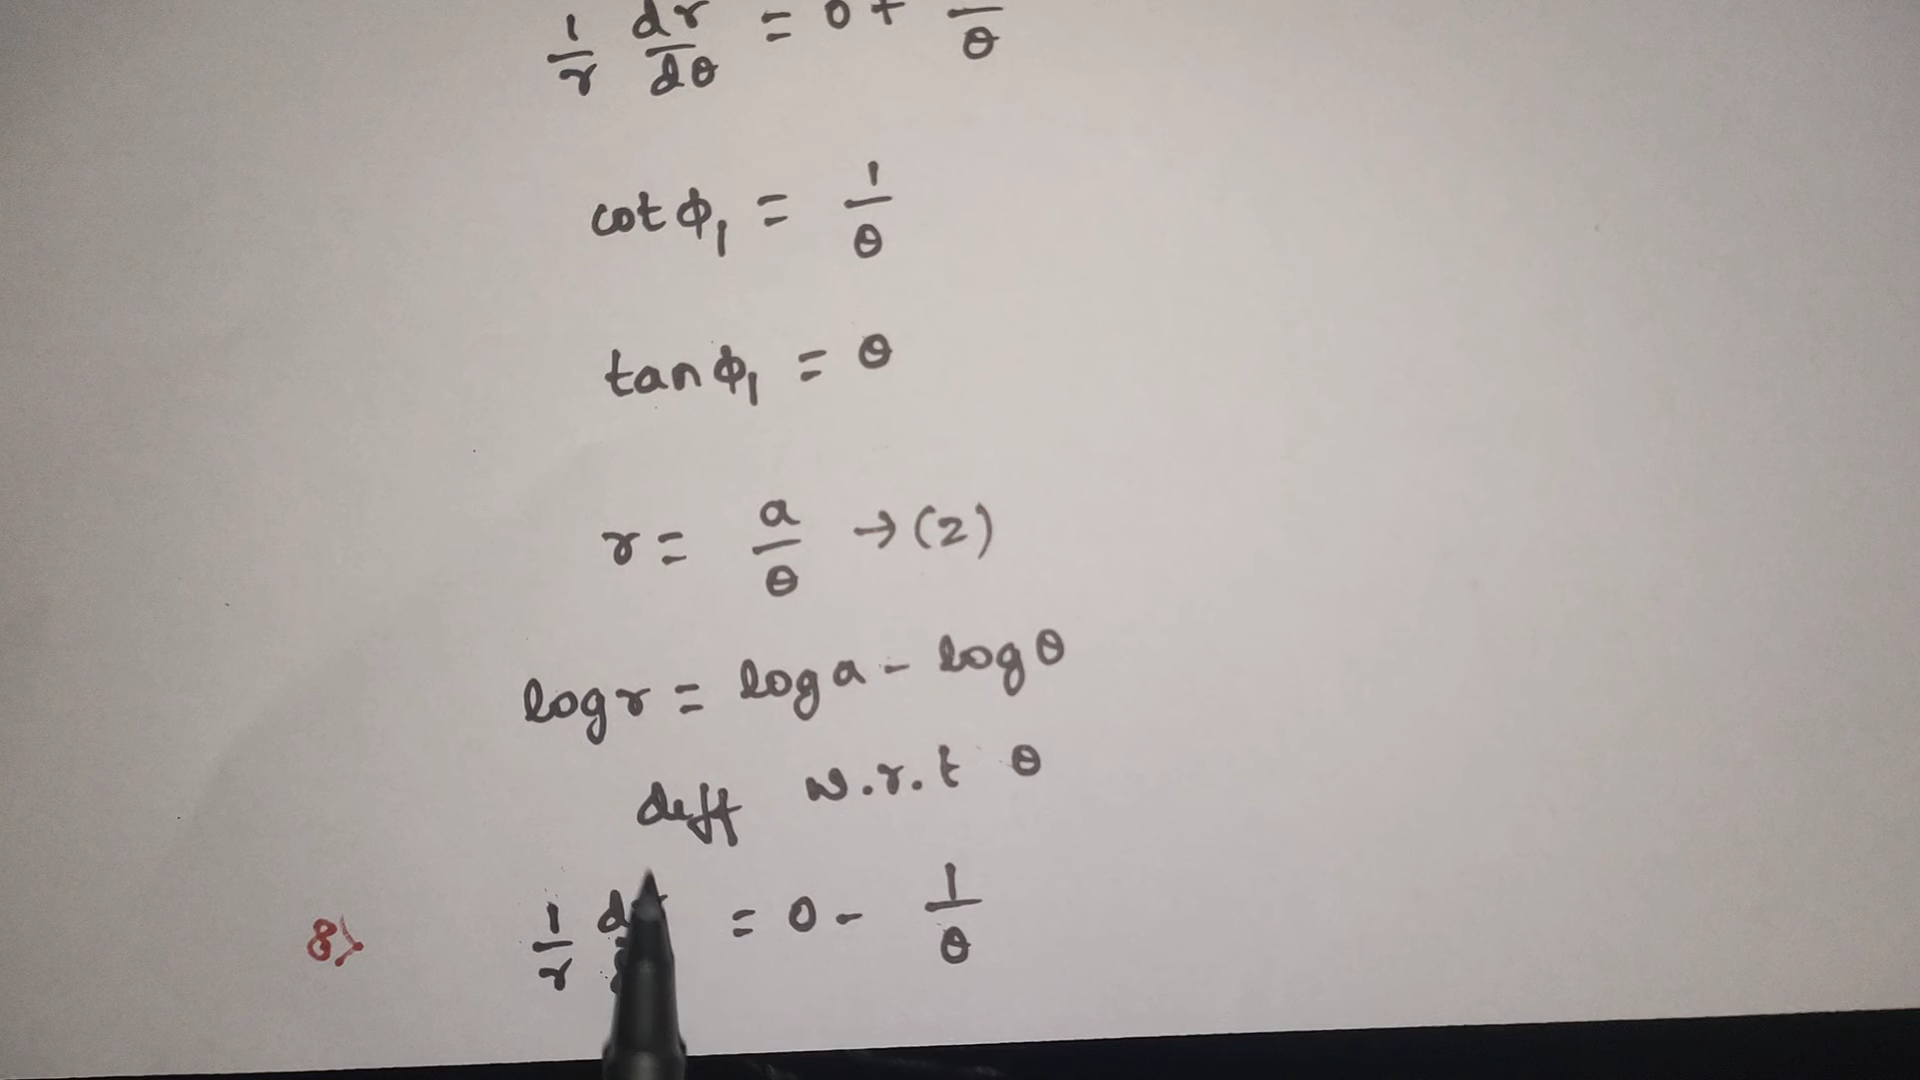 1/r dr/dθ = 0 + /θ
cot ϕ₁ = 1/θ
tan ϕ₁ = θ
r = a/θ → (2)
log r = log a - log θ
diff w.r.t θ
8) 1/r d = 0 - 1/θ